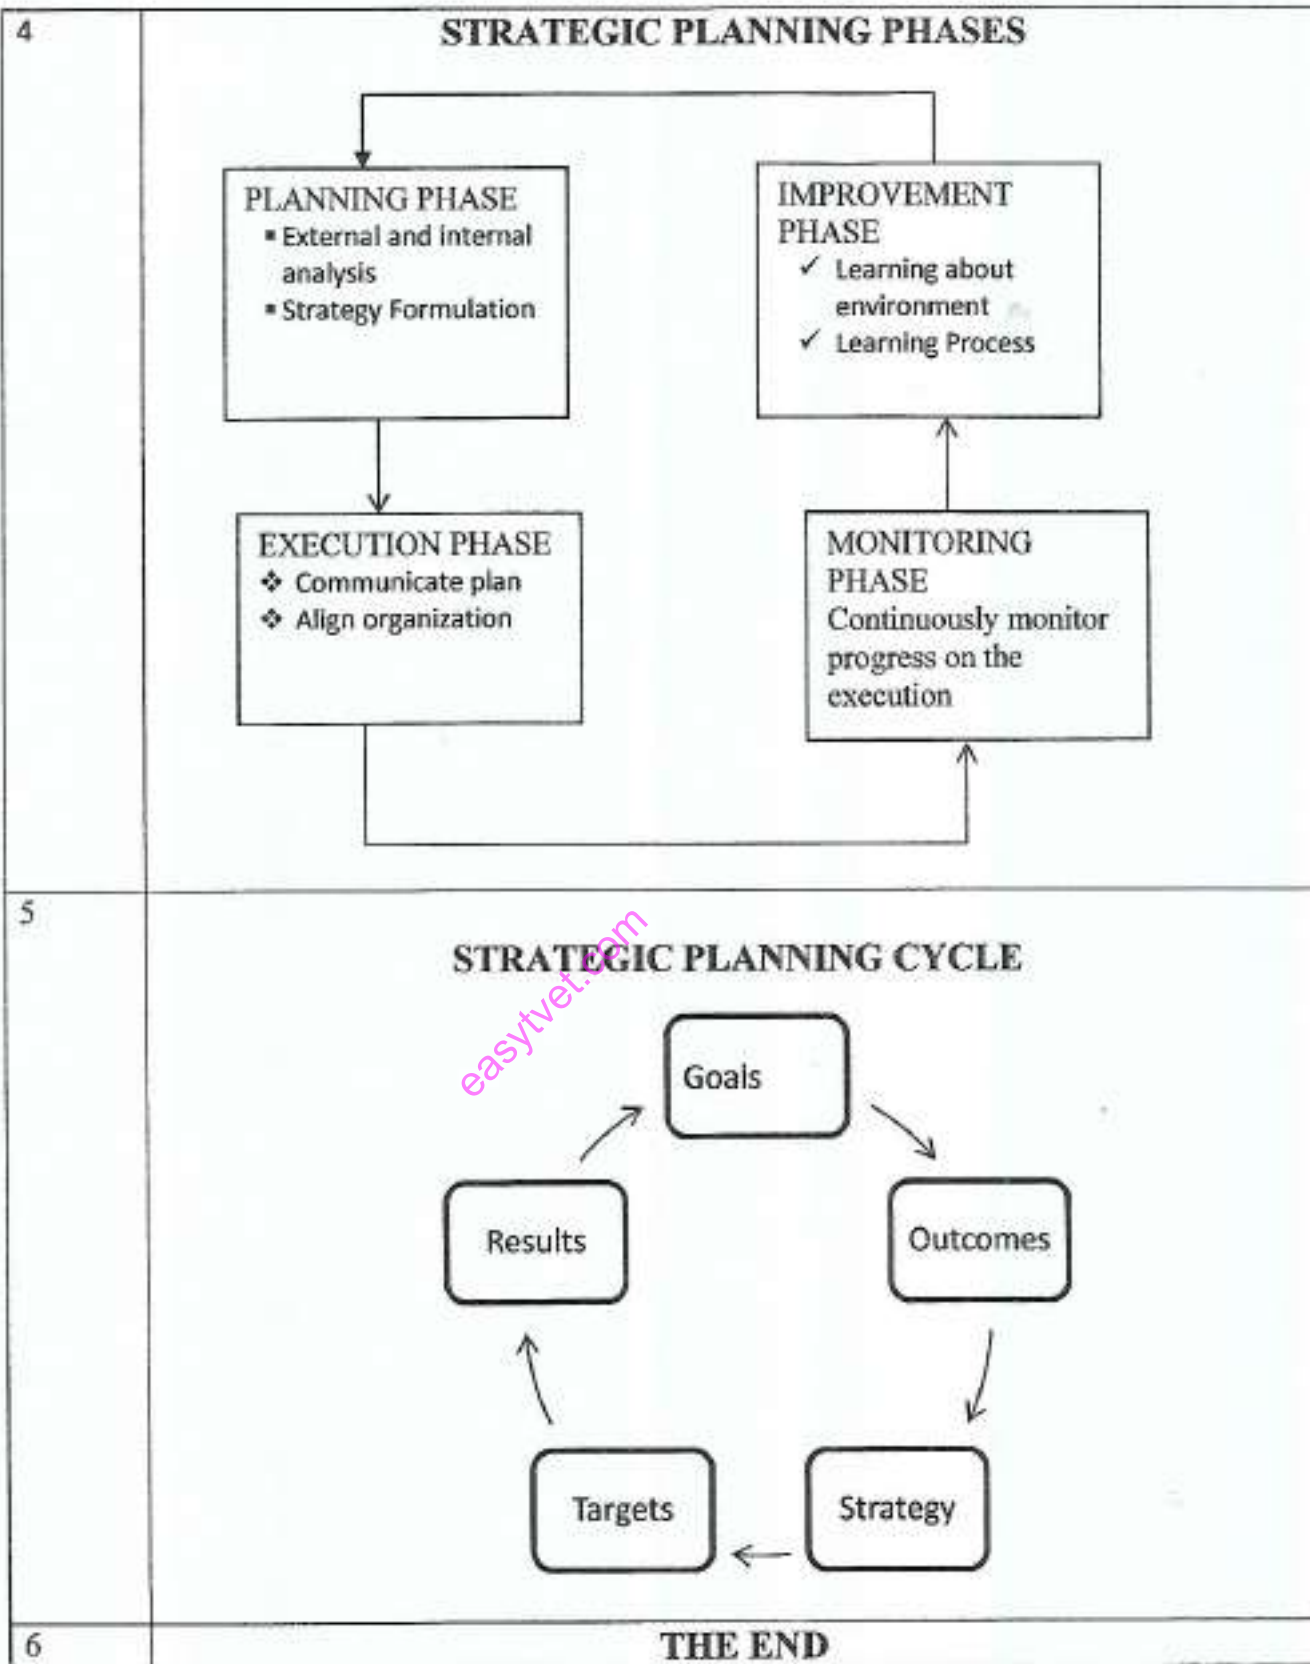 4
STRATEGIC PLANNING PHASES
PLANNING PHASE
▪ External and internal
analysis
▪ Strategy Formulation
IMPROVEMENT
PHASE
✓ Learning about
environment
✓ Learning Process
EXECUTION PHASE
❖ Communicate plan
❖ Align organization
MONITORING
PHASE
Continuously monitor
progress on the
execution
5
STRATEGIC PLANNING CYCLE
easytvet.com
Goals
Outcomes
Strategy
Targets
Results
6
THE END